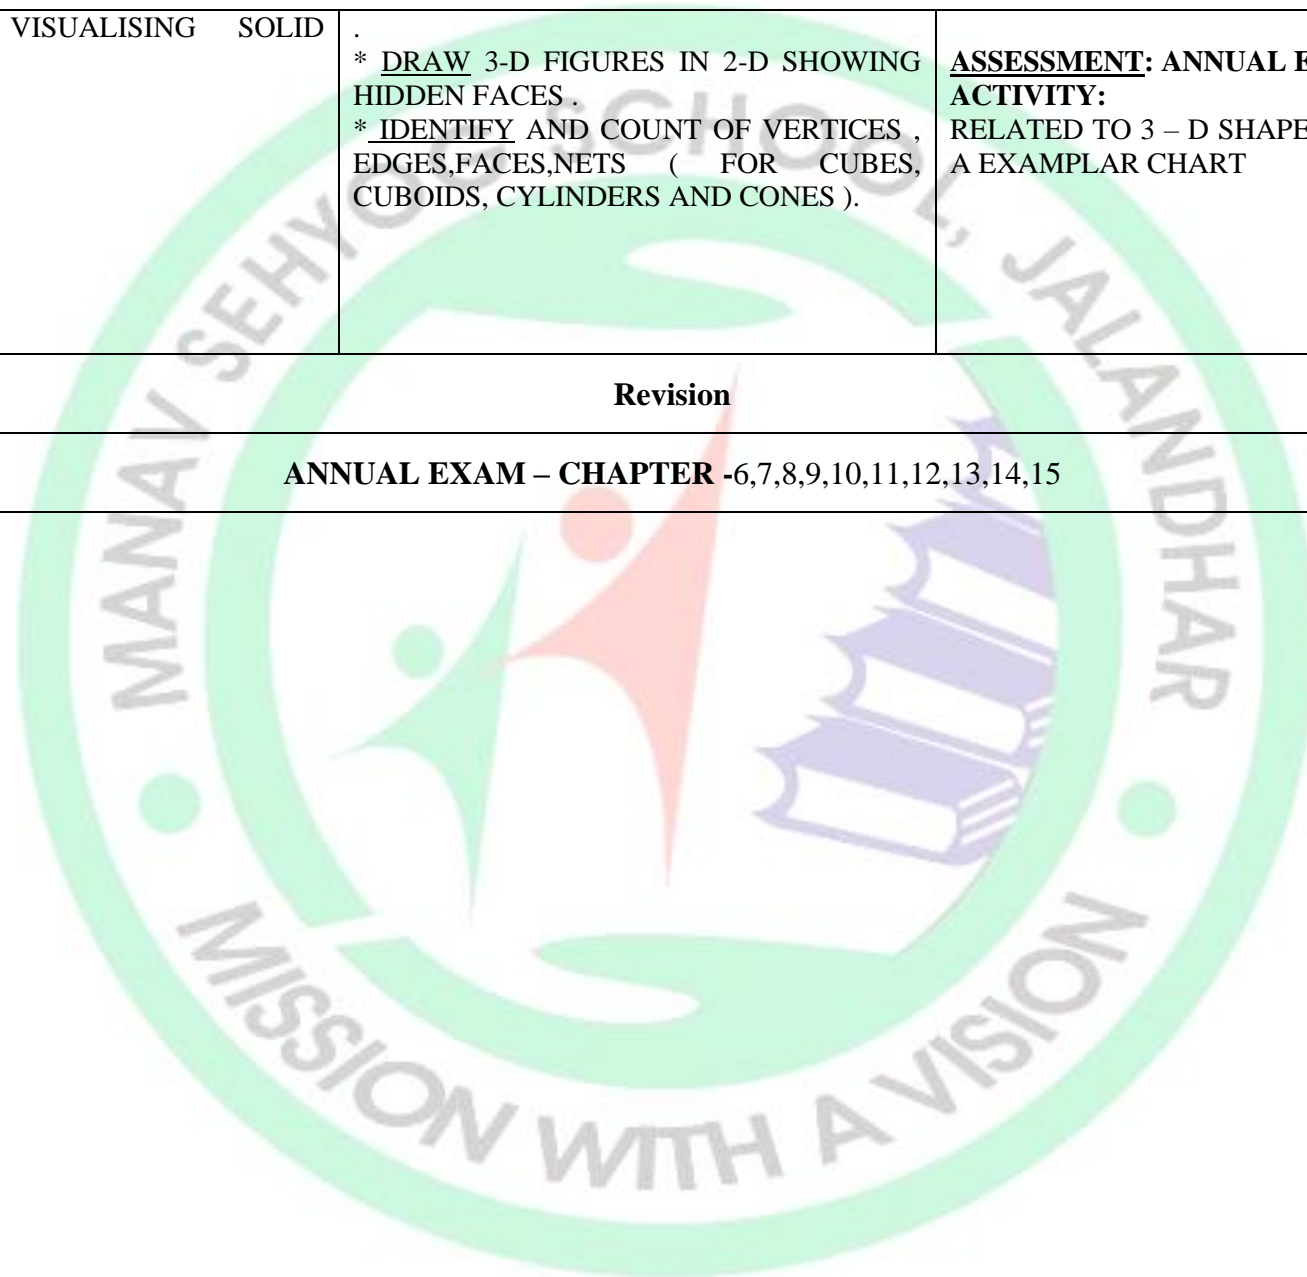 VISUALISING SOLID
.
* DRAW 3-D FIGURES IN 2-D SHOWING
HIDDEN FACES .
* IDENTIFY AND COUNT OF VERTICES ,
EDGES,FACES,NETS ( FOR CUBES,
CUBOIDS, CYLINDERS AND CONES ).
ASSESSMENT: ANNUAL E
ACTIVITY:
RELATED TO 3 – D SHAPE
A EXAMPLAR CHART
Revision
ANNUAL EXAM – CHAPTER -6,7,8,9,10,11,12,13,14,15
MANAV SEHYOG SCHOOL, JALANDHAR
MISSION WITH A VISION